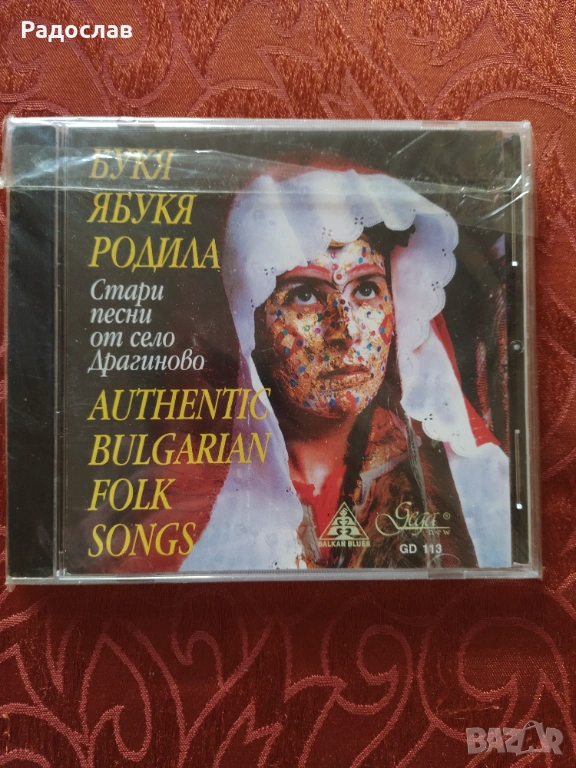 Радослав
БУКЯ
ЯБУКЯ
РОДИЛА
Стари
песни
от село
Драгиново
AUTHENTIC
BULGARIAN
FOLK
SONGS
BALKAN BLUES
Gega ®
new
GD 113
BAZAR